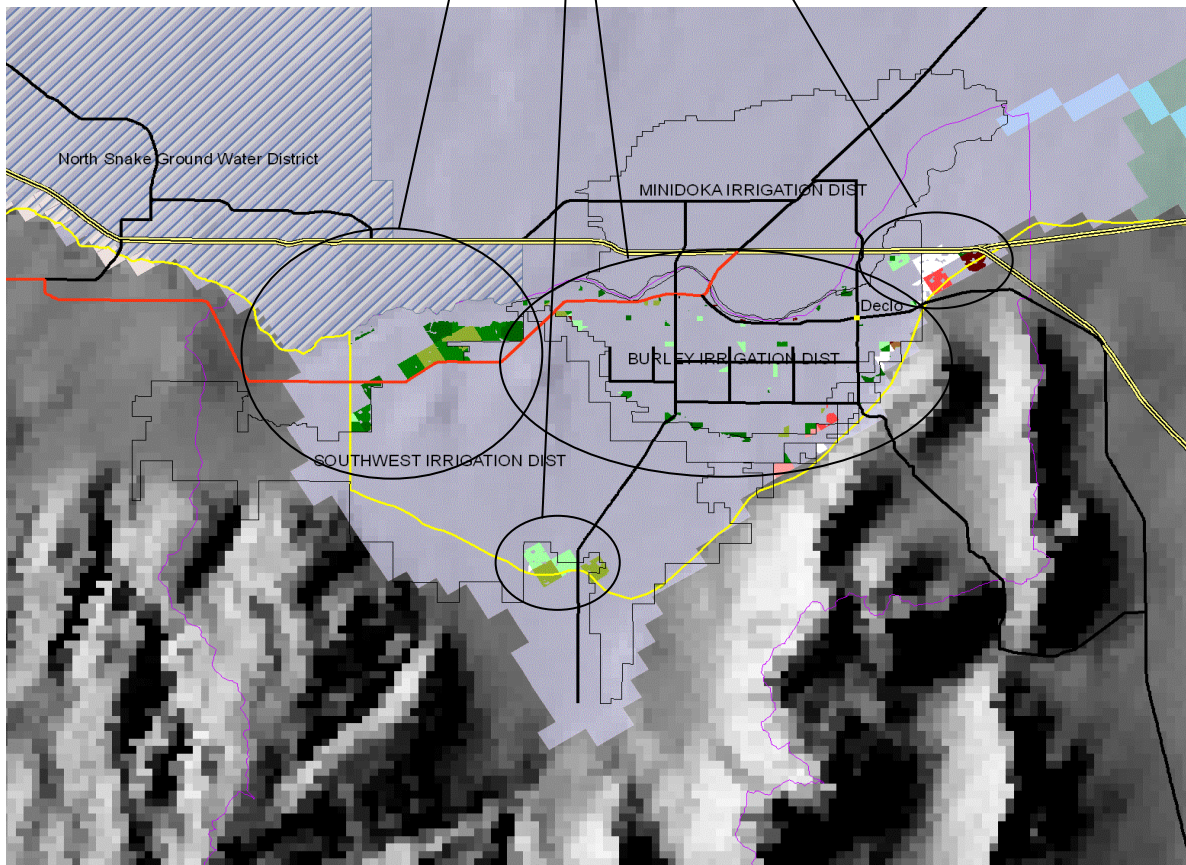 North Snake Ground Water District
MINIDOKA IRRIGATION DIST
Declo
BURLEY IRRIGATION DIST
SOUTHWEST IRRIGATION DIST